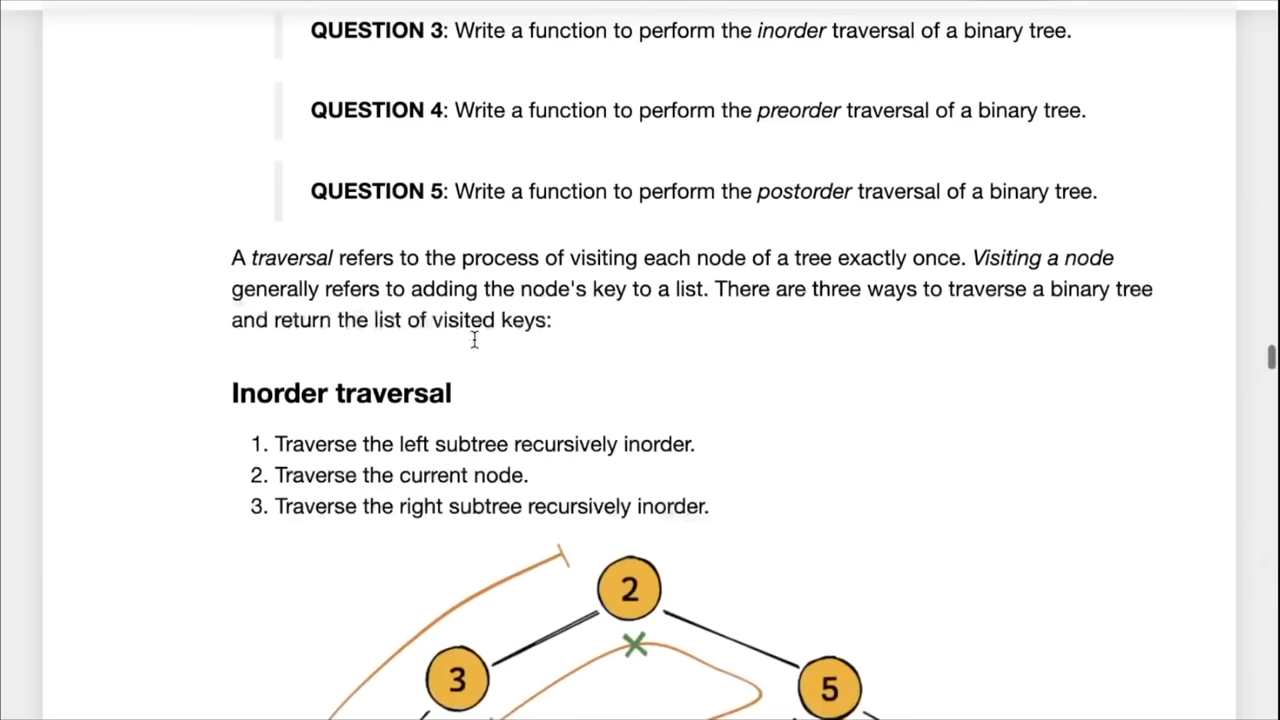 QUESTION 3: Write a function to perform the inorder traversal of a binary tree.
QUESTION 4: Write a function to perform the preorder traversal of a binary tree.
QUESTION 5: Write a function to perform the postorder traversal of a binary tree.
A traversal refers to the process of visiting each node of a tree exactly once. Visiting a node
generally refers to adding the node's key to a list. There are three ways to traverse a binary tree
and return the list of visited keys:
Inorder traversal
1. Traverse the left subtree recursively inorder.
2. Traverse the current node.
3. Traverse the right subtree recursively inorder.
2
3
5